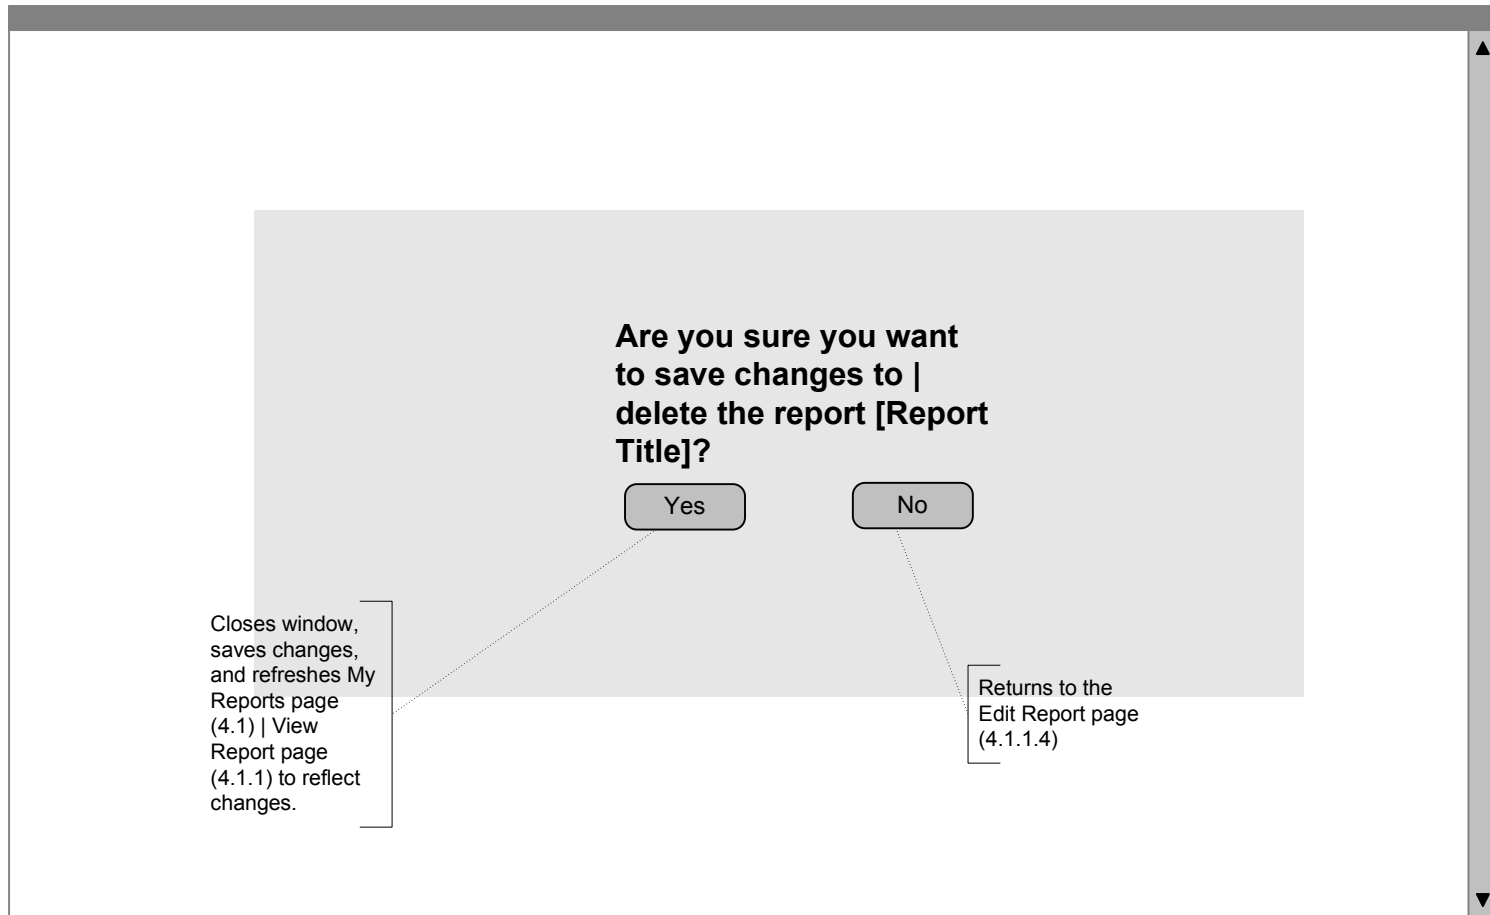 Are you sure you want
to save changes to |
delete the report [Report
Title]?
Yes
No
Closes window,
saves changes,
and refreshes My
Reports page
(4.1) | View
Report page
(4.1.1) to reflect
changes.
Returns to the
Edit Report page
(4.1.1.4)